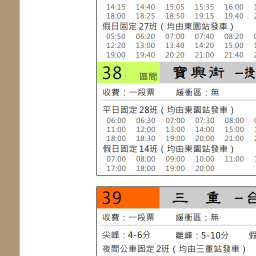 14:15 14:40 15:05 15:35 16:00
18:00 18:25 18:50 19:15 19:40
假日固定27班（均由東園站發車）
05:50 06:20 07:00 07:40 08:20
12:20 13:00 13:40 14:20 15:00
19:00 19:40 20:20 21:00 21:40
38 區間 寶興街 －捷
收費：一段票 緩衝區：無
平日固定28班（均由東園站發車）
06:00 06:30 07:00 07:30 08:00
11:00 12:00 13:00 14:00 15:00
18:00 18:30 19:00 20:00 21:00
假日固定14班（均由東園站發車）
07:00 08:00 09:00 10:00 11:00
17:00 18:00 19:00 20:00
39 三重 －台
收費：一段票 緩衝區：無
尖峰：4-6分 離峰：5-10分 假
夜間公車固定2班（均由三重站發車）